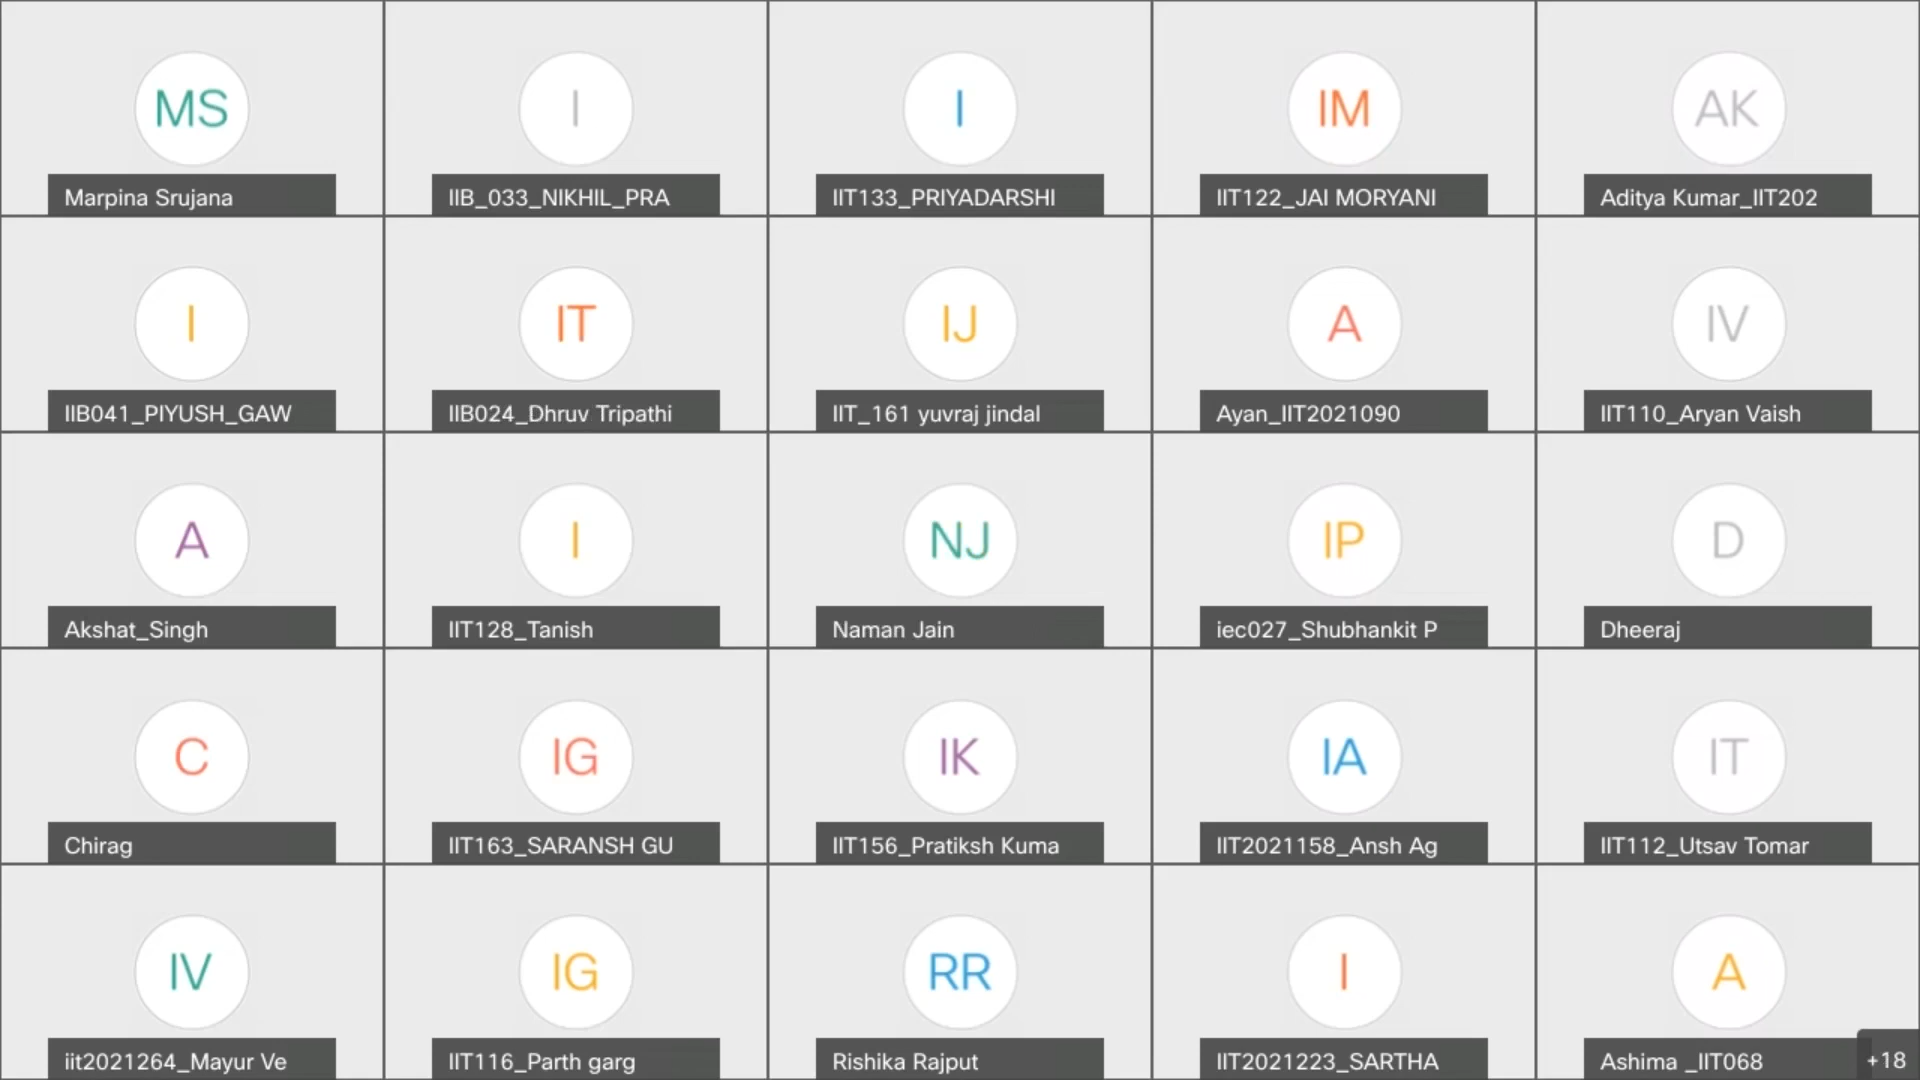 MS
I
I
IM
AK
Marpina Srujana
IIB_033_NIKHIL_PRA
IIT133_PRIYADARSHI
IIT122_JAI MORYANI
Aditya Kumar_IIT202
I
IT
IJ
A
IV
IIB041_PIYUSH_GAW
IIB024_Dhruv Tripathi
IIT_161 yuvraj jindal
Ayan_IIT2021090
IIT110_Aryan Vaish
A
I
NJ
IP
D
Akshat_Singh
IIT128_Tanish
Naman Jain
iec027_Shubhankit P
Dheeraj
C
IG
IK
IA
IT
Chirag
IIT163_SARANSH GU
IIT156_Pratiksh Kuma
IIT2021158_Ansh Ag
IIT112_Utsav Tomar
IV
IG
RR
I
A
iit2021264_Mayur Ve
IIT116_Parth garg
Rishika Rajput
IIT2021223_SARTHA
Ashima _IIT068
+18